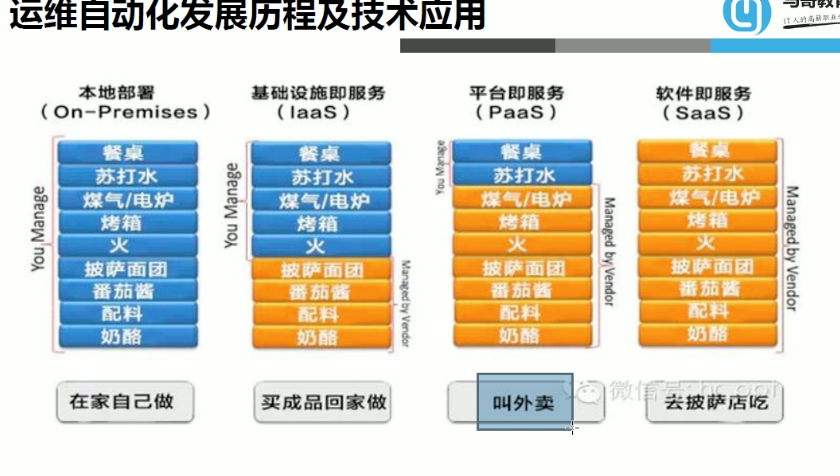 运维自动化发展历程及技术应用
本地部署
（On-Premises）
基础设施即服务
（IaaS）
平台即服务
（PaaS）
软件即服务
（SaaS）
You Manage
餐桌
苏打水
煤气/电炉
烤箱
火
披萨面团
番茄酱
配料
奶酪
You Manage
餐桌
苏打水
煤气/电炉
烤箱
火
披萨面团
番茄酱
配料
奶酪
Managed by Vendor
You Manage
餐桌
苏打水
煤气/电炉
烤箱
火
披萨面团
番茄酱
配料
奶酪
Managed by Vendor
餐桌
苏打水
煤气/电炉
烤箱
火
披萨面团
番茄酱
配料
奶酪
Managed by Vendor
在家自己做
买成品回家做
叫外卖
去披萨店吃
微信号: